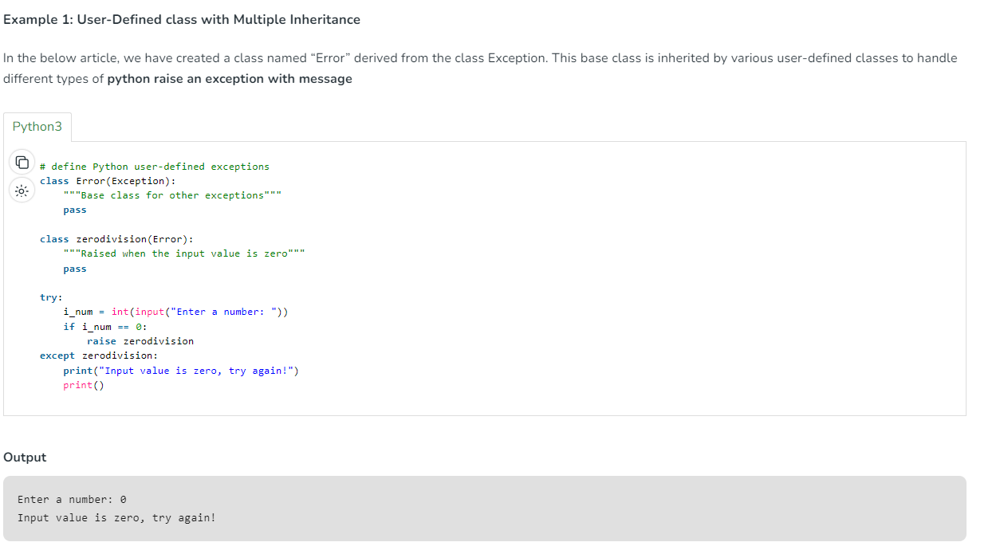 Example 1: User-Defined class with Multiple Inheritance
In the below article, we have created a class named “Error” derived from the class Exception. This base class is inherited by various user-defined classes to handle
different types of python raise an exception with message
Python3
# define Python user-defined exceptions
class Error(Exception):
    """Base class for other exceptions"""
    pass
class zerodivision(Error):
    """Raised when the input value is zero"""
    pass
try:
    i_num = int(input("Enter a number: "))
    if i_num == 0:
        raise zerodivision
except zerodivision:
    print("Input value is zero, try again!")
    print()
Output
Enter a number: 0
Input value is zero, try again!